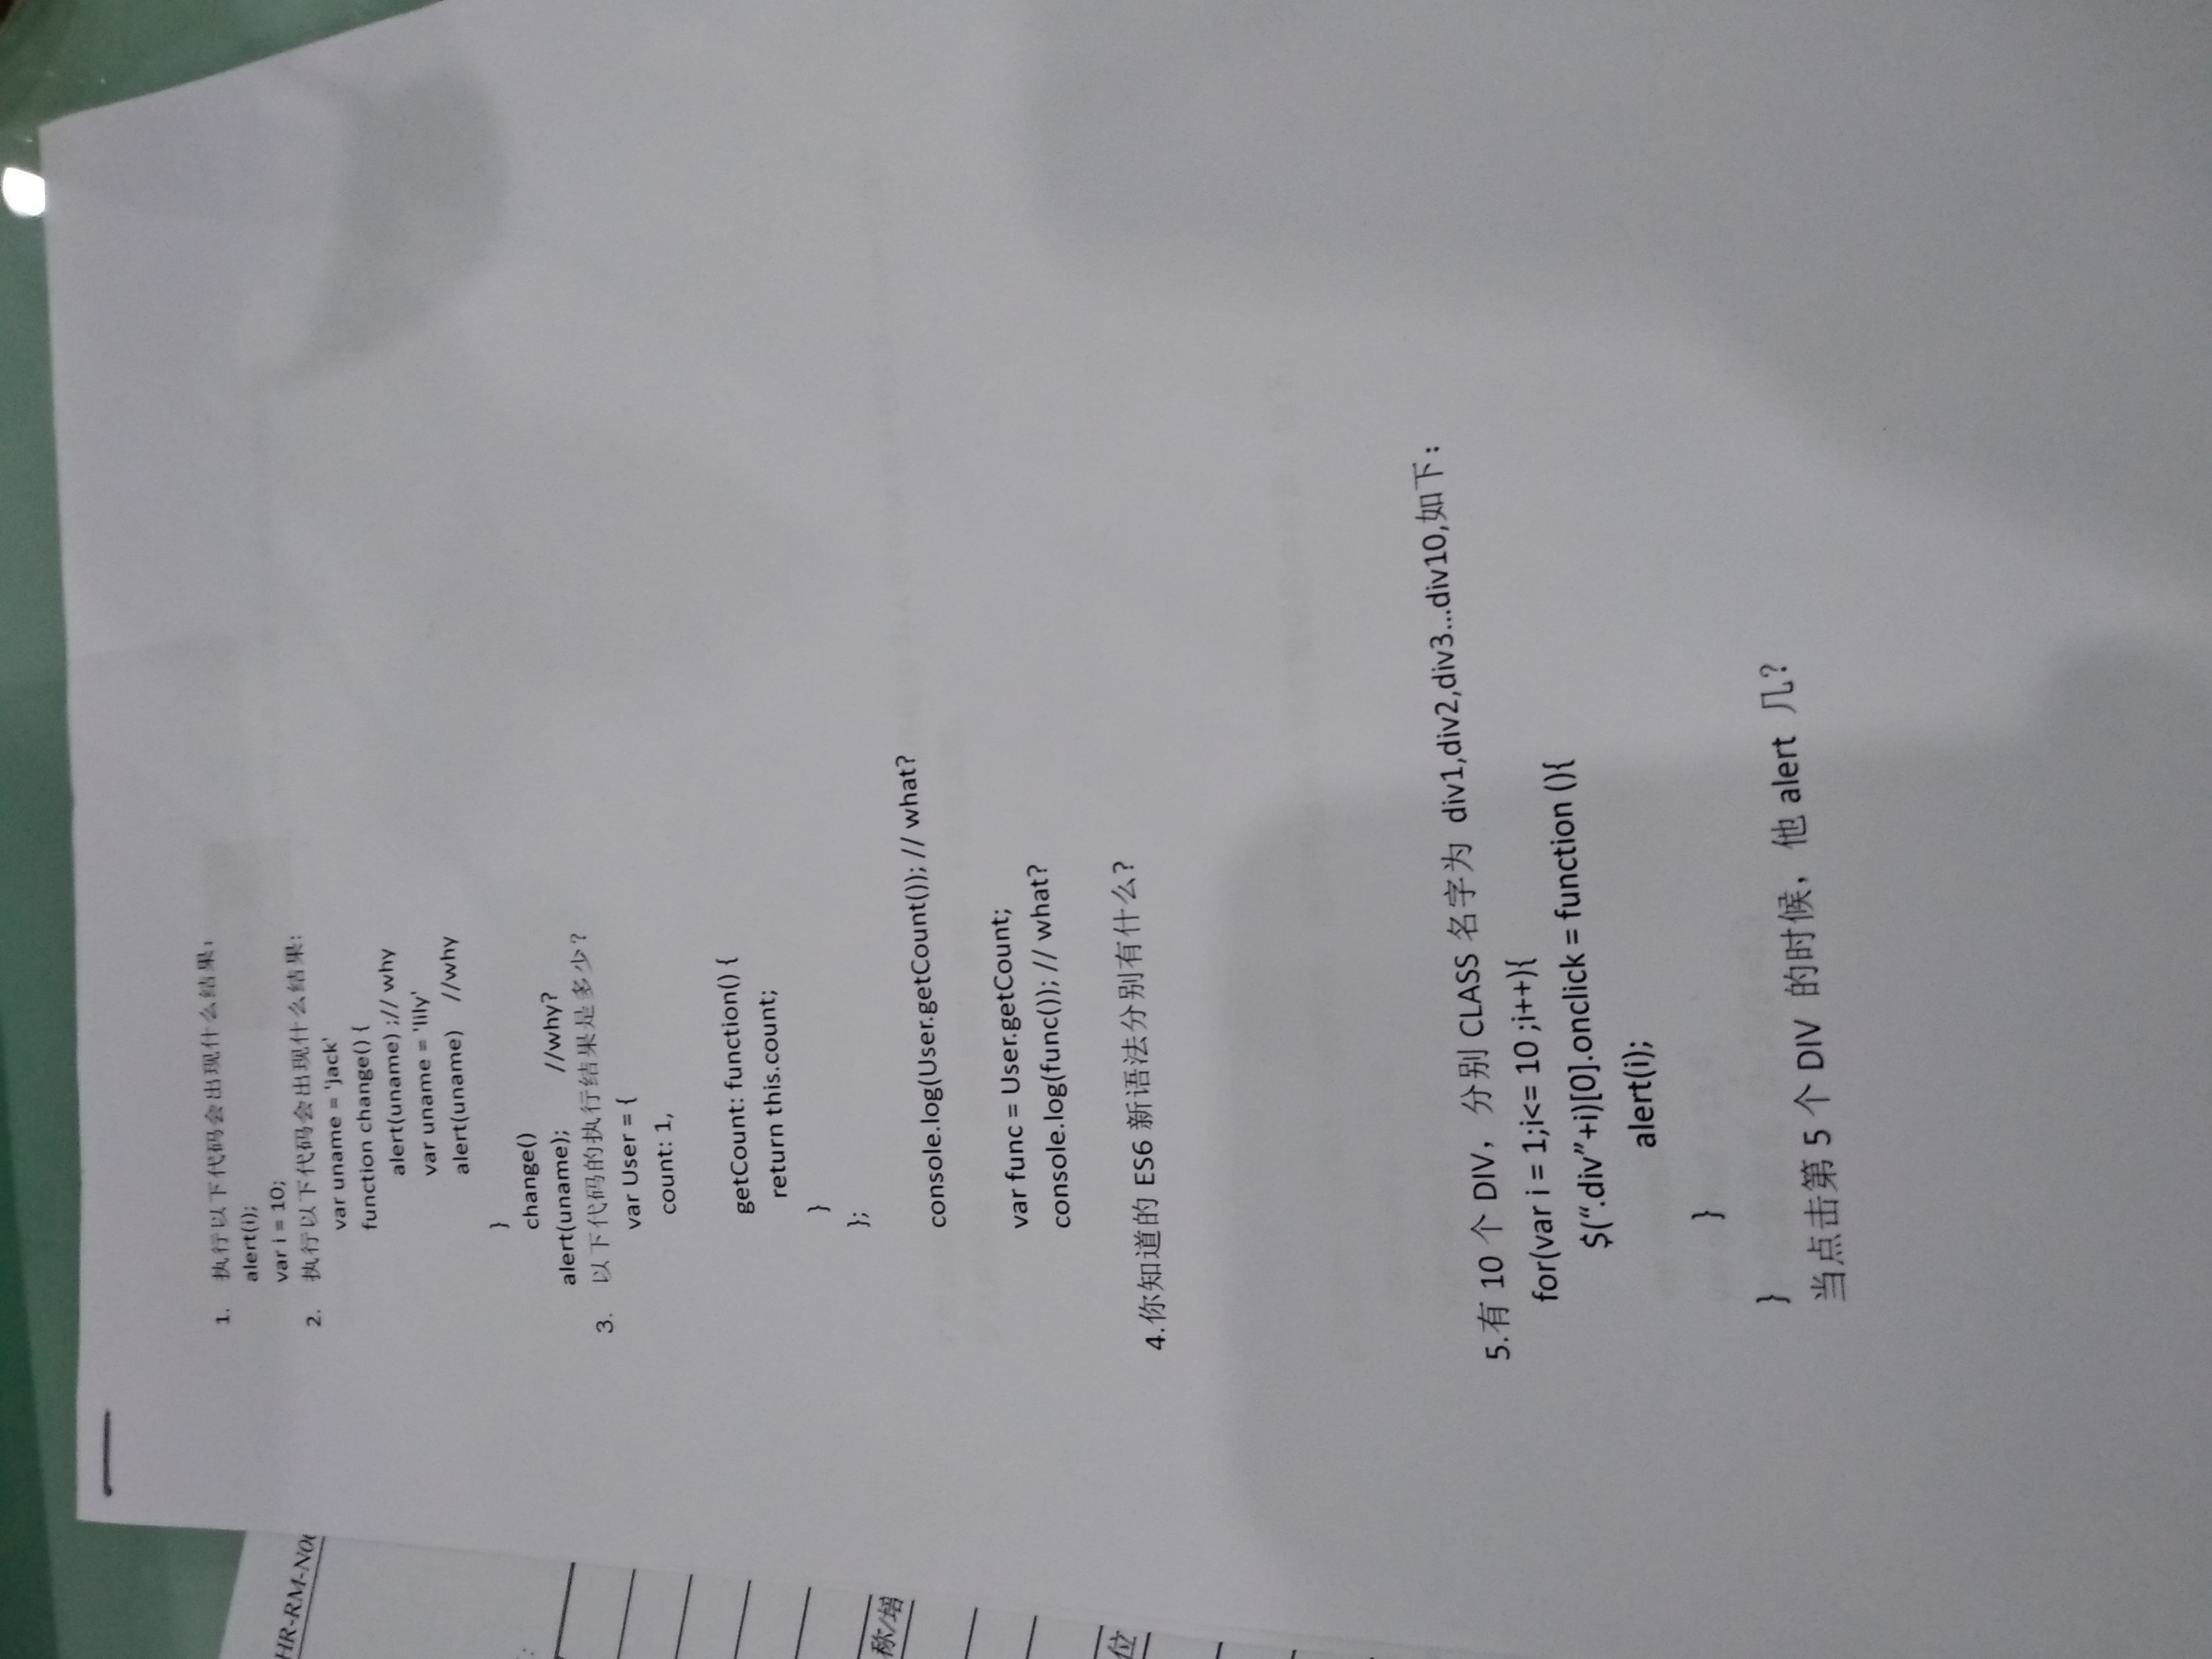 HR-RM-N0
称/培
位
1. 执行以下代码会出现什么结果:
alert(i);
var i = 10;
2. 执行以下代码会出现什么结果:
var uname = 'jack'
function change() {
alert(uname) ;// why
var uname = 'lily'
alert(uname) //why
}
change()
alert(uname); //why?
3. 以下代码的执行结果是多少?
var User = {
count: 1,
getCount: function() {
return this.count;
}
};
console.log(User.getCount()); // what?
var func = User.getCount;
console.log(func()); // what?
4.你知道的 ES6 新语法分别有什么?
5.有 10 个 DIV，分别 CLASS 名字为 div1,div2,div3...div10,如下：
for(var i = 1;i<= 10 ;i++){
$(“.div”+i)[0].onclick = function (){
alert(i);
}
}
当点击第 5 个 DIV 的时候，他 alert 几?